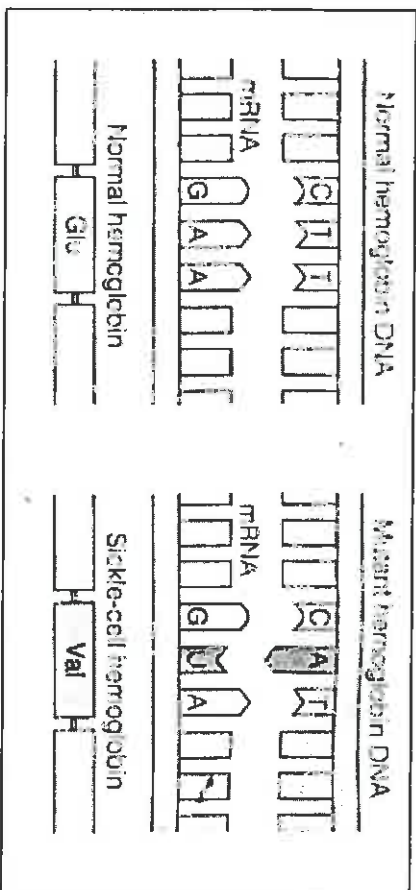 Normal hemoglobin DNA
C T T
mRNA
G A A
Normal hemoglobin
Glu
Mutant hemoglobin DNA
C A T
mRNA
G U A
Sickle-cell hemoglobin
Val